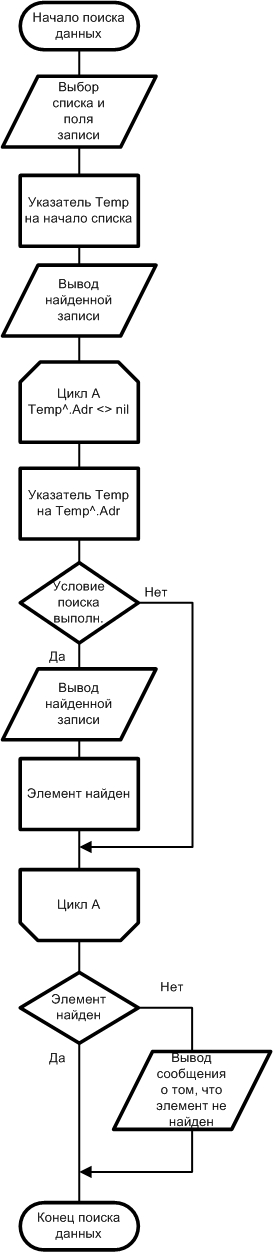 Начало поиска
данных
Выбор
списка и
поля
записи
Указатель Temp
на начало списка
Вывод
найденной
записи
Цикл А
Temp^.Adr <> nil
Указатель Temp
на Temp^.Adr
Условие
поиска
выполн.
Нет
Да
Вывод
найденной
записи
Элемент найден
Цикл А
Элемент
найден
Нет
Да
Вывод
сообщения
о том, что
элемент не
найден
Конец поиска
данных